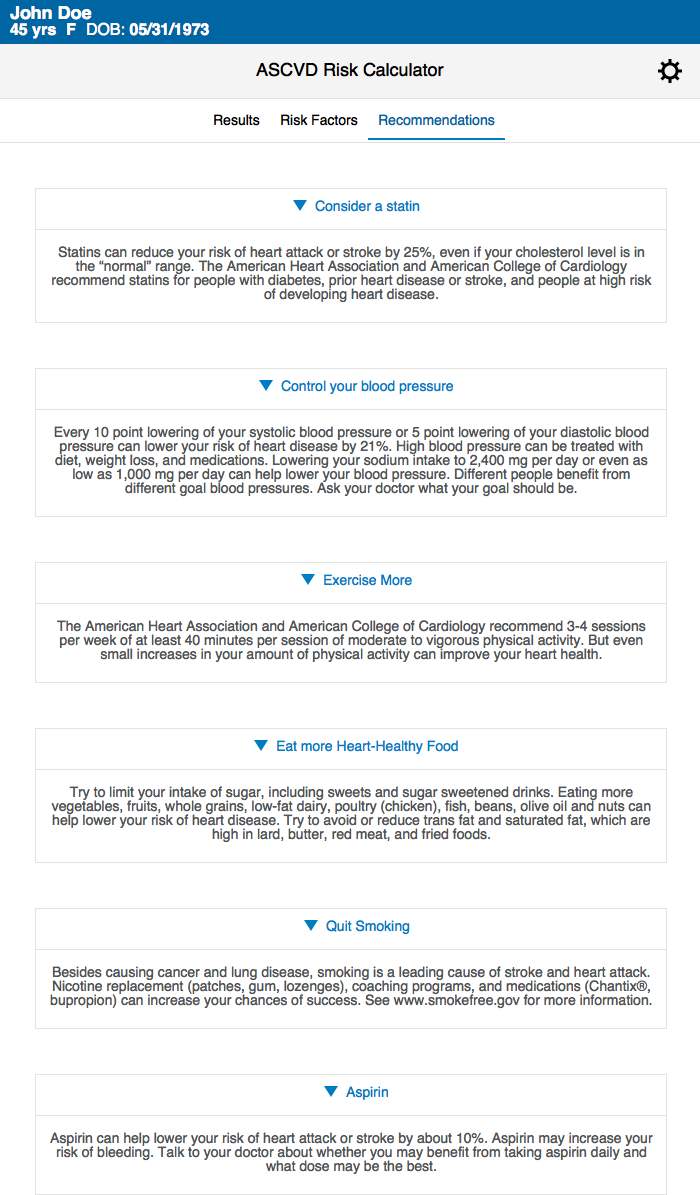 John Doe
45 yrs F DOB: 05/31/1973
ASCVD Risk Calculator
Results Risk Factors Recommendations
Consider a statin
Statins can reduce your risk of heart attack or stroke by 25%, even if your cholesterol level is in
the “normal” range. The American Heart Association and American College of Cardiology
recommend statins for people with diabetes, prior heart disease or stroke, and people at high risk
of developing heart disease.
Control your blood pressure
Every 10 point lowering of your systolic blood pressure or 5 point lowering of your diastolic blood
pressure can lower your risk of heart disease by 21%. High blood pressure can be treated with
diet, weight loss, and medications. Lowering your sodium intake to 2,400 mg per day or even as
low as 1,000 mg per day can help lower your blood pressure. Different people benefit from
different goal blood pressures. Ask your doctor what your goal should be.
Exercise More
The American Heart Association and American College of Cardiology recommend 3-4 sessions
per week of at least 40 minutes per session of moderate to vigorous physical activity. But even
small increases in your amount of physical activity can improve your heart health.
Eat more Heart-Healthy Food
Try to limit your intake of sugar, including sweets and sugar sweetened drinks. Eating more
vegetables, fruits, whole grains, low-fat dairy, poultry (chicken), fish, beans, olive oil and nuts can
help lower your risk of heart disease. Try to avoid or reduce trans fat and saturated fat, which are
high in lard, butter, red meat, and fried foods.
Quit Smoking
Besides causing cancer and lung disease, smoking is a leading cause of stroke and heart attack.
Nicotine replacement (patches, gum, lozenges), coaching programs, and medications (Chantix®,
bupropion) can increase your chances of success. See www.smokefree.gov for more information.
Aspirin
Aspirin can help lower your risk of heart attack or stroke by about 10%. Aspirin may increase your
risk of bleeding. Talk to your doctor about whether you may benefit from taking aspirin daily and
what dose may be the best.